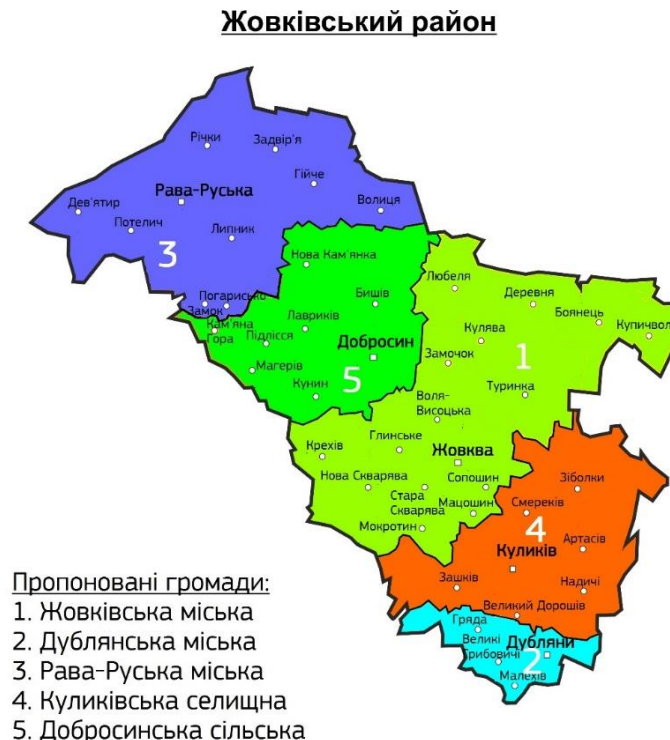 Жовківський район
Річки
Задвір'я
Гійче
Рава-Руська
Дев'ятир
Волиця
Потелич
Липник
3
Нова Кам'янка
Любеля
Погарисько
Замок
Бишів
Деревня
Боянець
Купичволя
Кам'яна
Гора
Лавриків
Підлісся
Кулява
Добросин
Замочок
1
Магерів
5
Кунин
Туринка
Воля-
Висоцька
Глинське
Крехів
Жовква
Нова Скварява
Сопошин
Зіболки
Стара
Скварява
Мацошин
Смереків
Мокротин
4
Артасів
Куликів
Зашків
Надичі
Великий Дорошів
Гряда
Великі
Грибовичі
Дубляни
2
Малехів
Пропоновані громади:
1. Жовківська міська
2. Дублянська міська
3. Рава-Руська міська
4. Куликівська селищна
5. Добросинська сільська